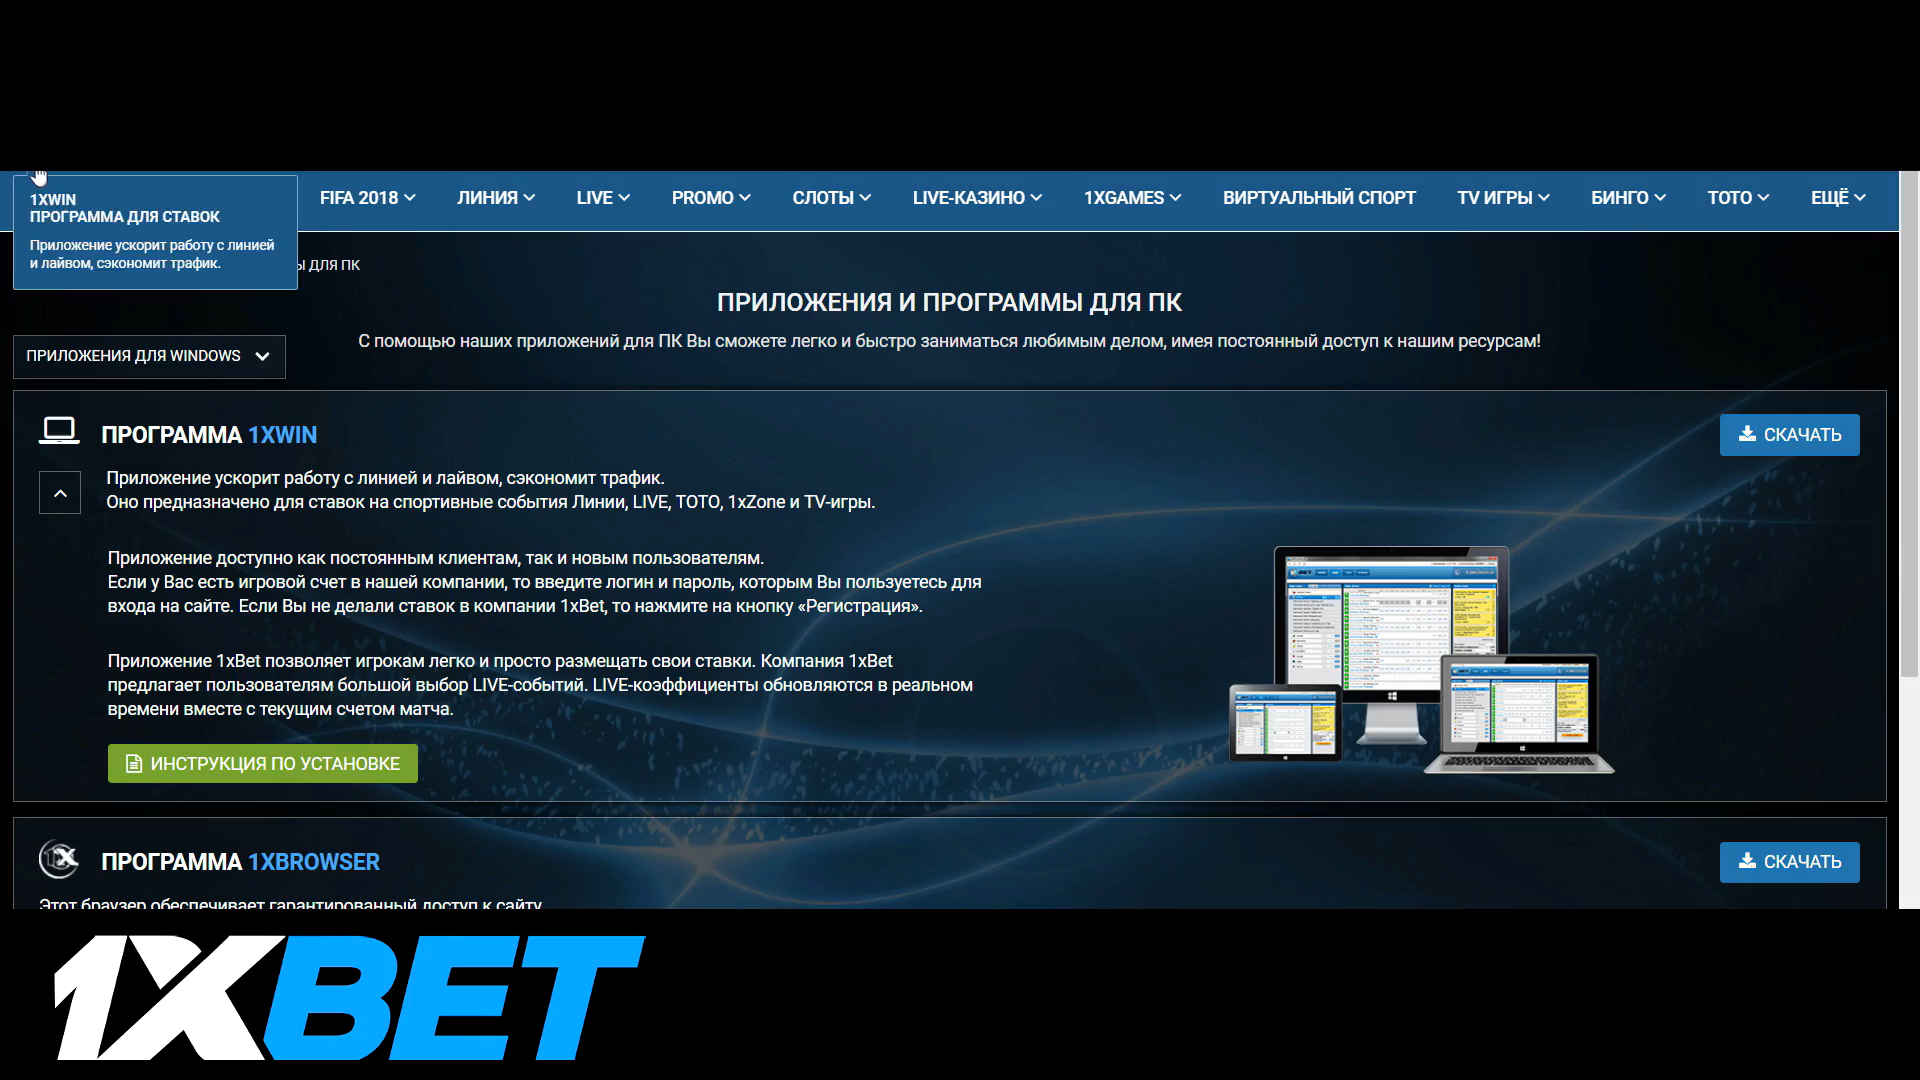 1XWIN
ПРОГРАММА ДЛЯ СТАВОК
Приложение ускорит работу с линией
и лайвом, сэкономит трафик.
FIFA 2018 ЛИНИЯ LIVE PROMO СЛОТЫ LIVE-КАЗИНО 1XGAMES ВИРТУАЛЬНЫЙ СПОРТ TV ИГРЫ БИНГО ТОТО ЕЩЁ
ДЛЯ ПК
ПРИЛОЖЕНИЯ И ПРОГРАММЫ ДЛЯ ПК
С помощью наших приложений для ПК Вы сможете легко и быстро заниматься любимым делом, имея постоянный доступ к нашим ресурсам!
ПРИЛОЖЕНИЯ ДЛЯ WINDOWS
ПРОГРАММА 1XWIN
СКАЧАТЬ
Приложение ускорит работу с линией и лайвом, сэкономит трафик.
Оно предназначено для ставок на спортивные события Линии, LIVE, ТОТО, 1xZone и TV-игры.
Приложение доступно как постоянным клиентам, так и новым пользователям.
Если у Вас есть игровой счет в нашей компании, то введите логин и пароль, которым Вы пользуетесь для
входа на сайте. Если Вы не делали ставок в компании 1xBet, то нажмите на кнопку «Регистрация».
Приложение 1xBet позволяет игрокам легко и просто размещать свои ставки. Компания 1xBet
предлагает пользователям большой выбор LIVE-событий. LIVE-коэффициенты обновляются в реальном
времени вместе с текущим счетом матча.
ИНСТРУКЦИЯ ПО УСТАНОВКЕ
1X
ПРОГРАММА 1XBROWSER
СКАЧАТЬ
Этот браузер обеспечивает гарантированный доступ к сайту
1XBET